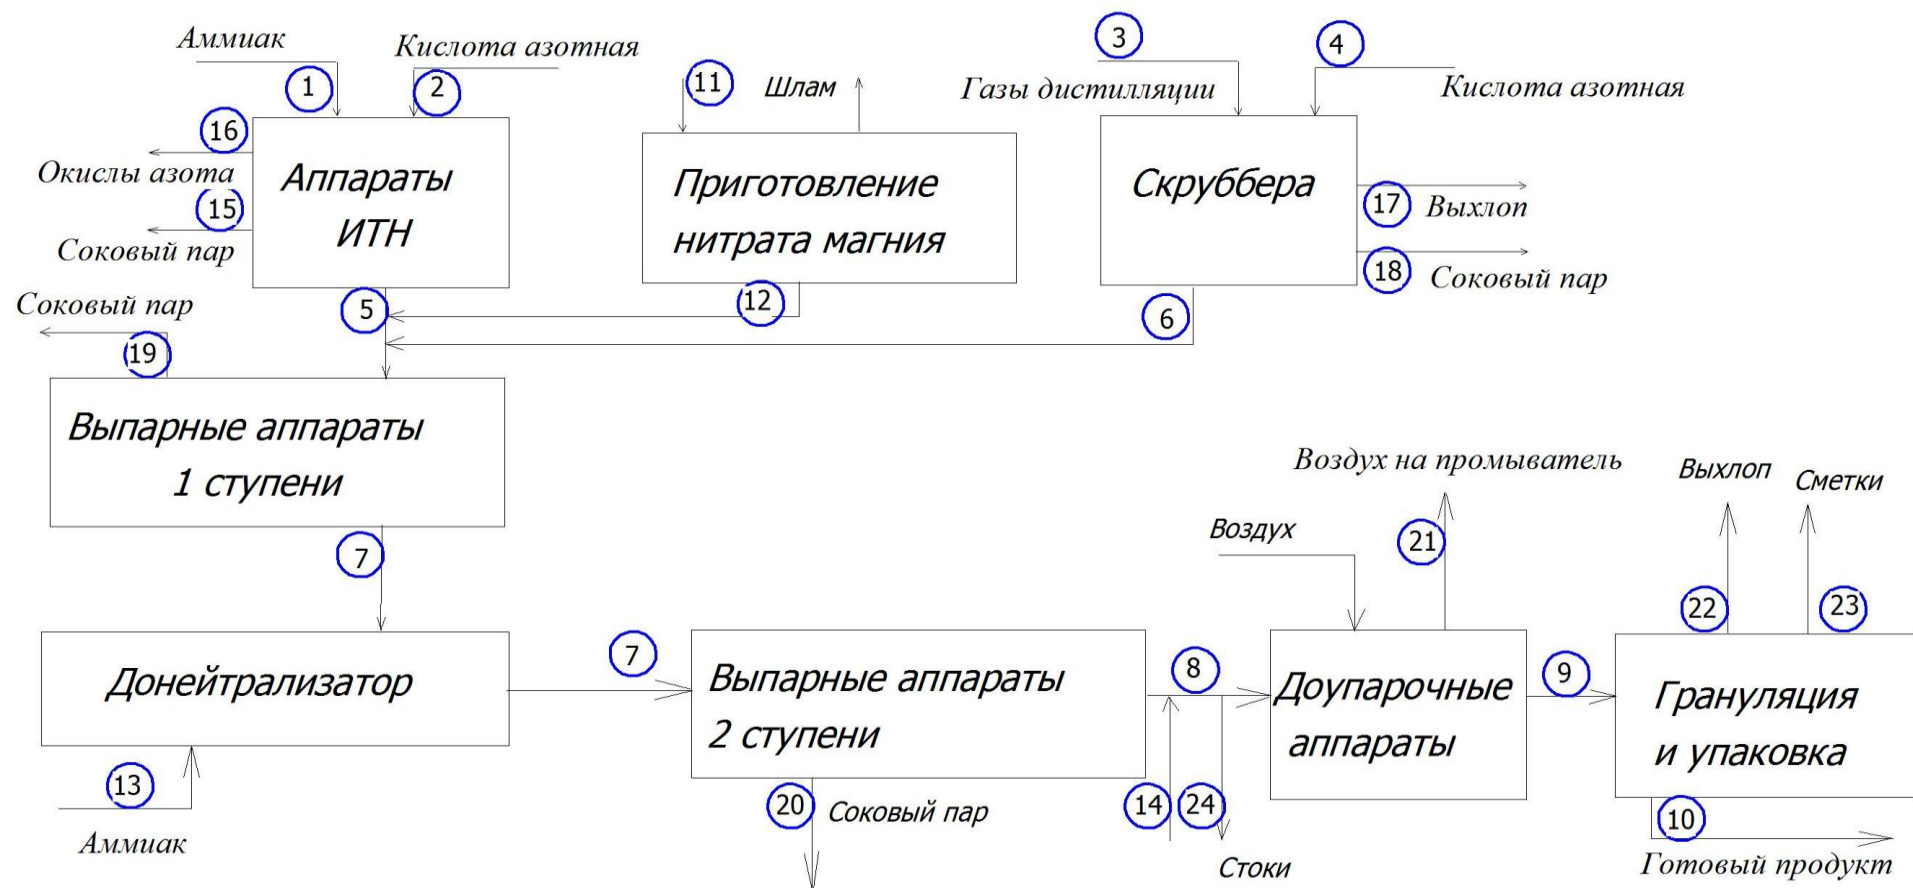 Аммиак
1
Кислота азотная
2
11
Шлам
3
Газы дистилляции
4
Кислота азотная
16
Окислы азота
15
Соковый пар
Аппараты
ИТН
Приготовление
нитрата магния
Скруббера
17
Выхлоп
18
Соковый пар
Соковый пар
19
5
12
6
Выпарные аппараты
1 ступени
7
Донейтрализатор
13
Аммиак
7
Выпарные аппараты
2 ступени
20
Соковый пар
8
14
24
Стоки
Воздух
Воздух на промыватель
21
Доупарочные
аппараты
9
Выхлоп
22
Сметки
23
Грануляция
и упаковка
10
Готовый продукт